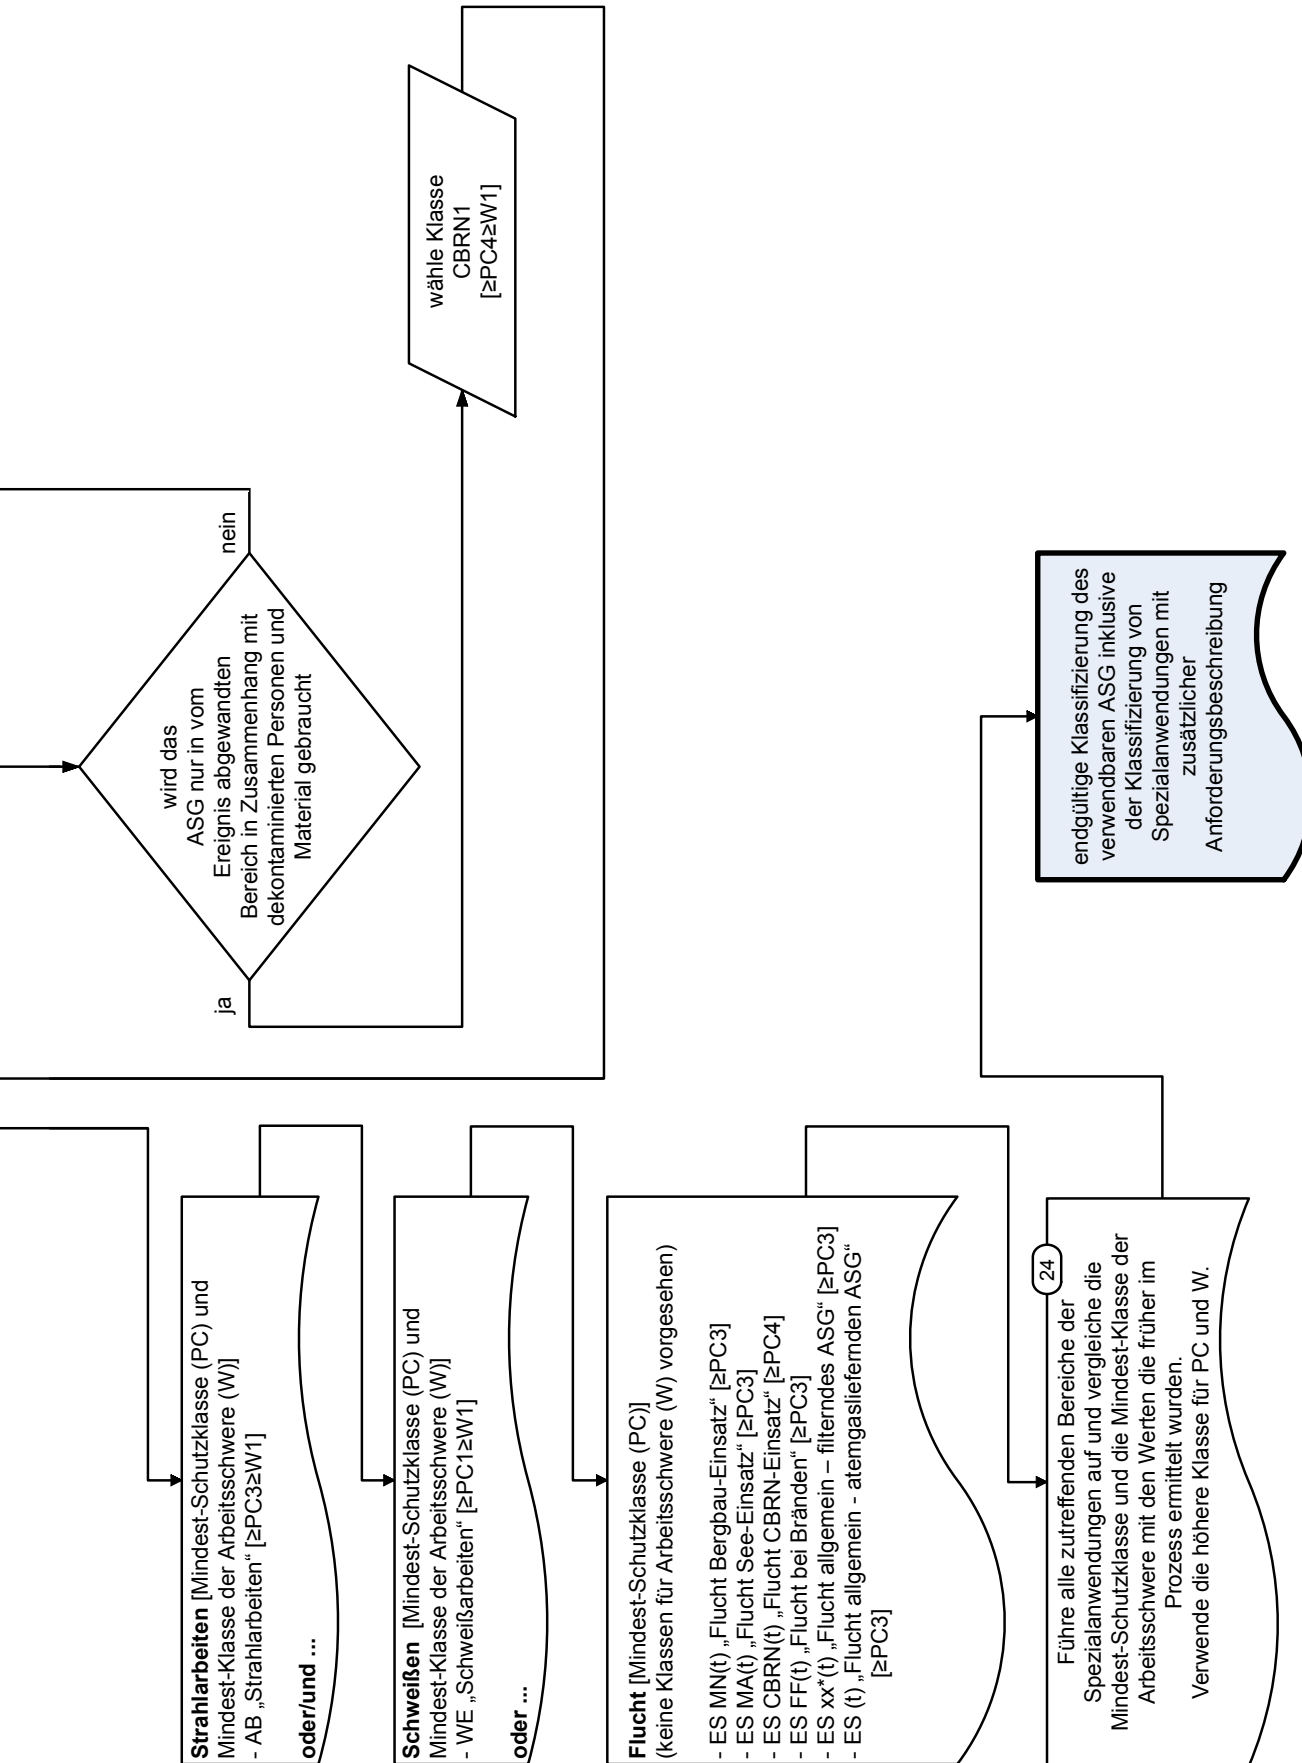 wird das
ASG nur in vom
Ereignis abgewandten
Bereich in Zusammenhang mit
dekontaminierten Personen und
Material gebraucht
ja
nein
wähle Klasse
CBRN1
[≥PC4≥W1]
Strahlarbeiten [Mindest-Schutzklasse (PC) und
Mindest-Klasse der Arbeitsschwere (W)]
- AB „Strahlarbeiten“ [≥PC3≥W1]
oder/und ...
Schweißen [Mindest-Schutzklasse (PC) und
Mindest-Klasse der Arbeitsschwere (W)]
- WE „Schweißarbeiten“ [≥PC1≥W1]
oder ...
Flucht [Mindest-Schutzklasse (PC)]
(keine Klassen für Arbeitsschwere (W) vorgesehen)
- ES MN(t) „Flucht Bergbau-Einsatz“ [≥PC3]
- ES MA(t) „Flucht See-Einsatz“ [≥PC3]
- ES CBRN(t) „Flucht CBRN-Einsatz“ [≥PC4]
- ES FF(t) „Flucht bei Bränden“ [≥PC3]
- ES xx*(t) „Flucht allgemein – filterndes ASG“ [≥PC3]
- ES (t) „Flucht allgemein - atemgasliefernden ASG“
[≥PC3]
24
Führe alle zutreffenden Bereiche der
Spezialanwendungen auf und vergleiche die
Mindest-Schutzklasse und die Mindest-Klasse der
Arbeitsschwere mit den Werten die früher im
Prozess ermittelt wurden.
Verwende die höhere Klasse für PC und W.
endgültige Klassifizierung des
verwendbaren ASG inklusive
der Klassifizierung von
Spezialanwendungen mit
zusätzlicher
Anforderungsbeschreibung